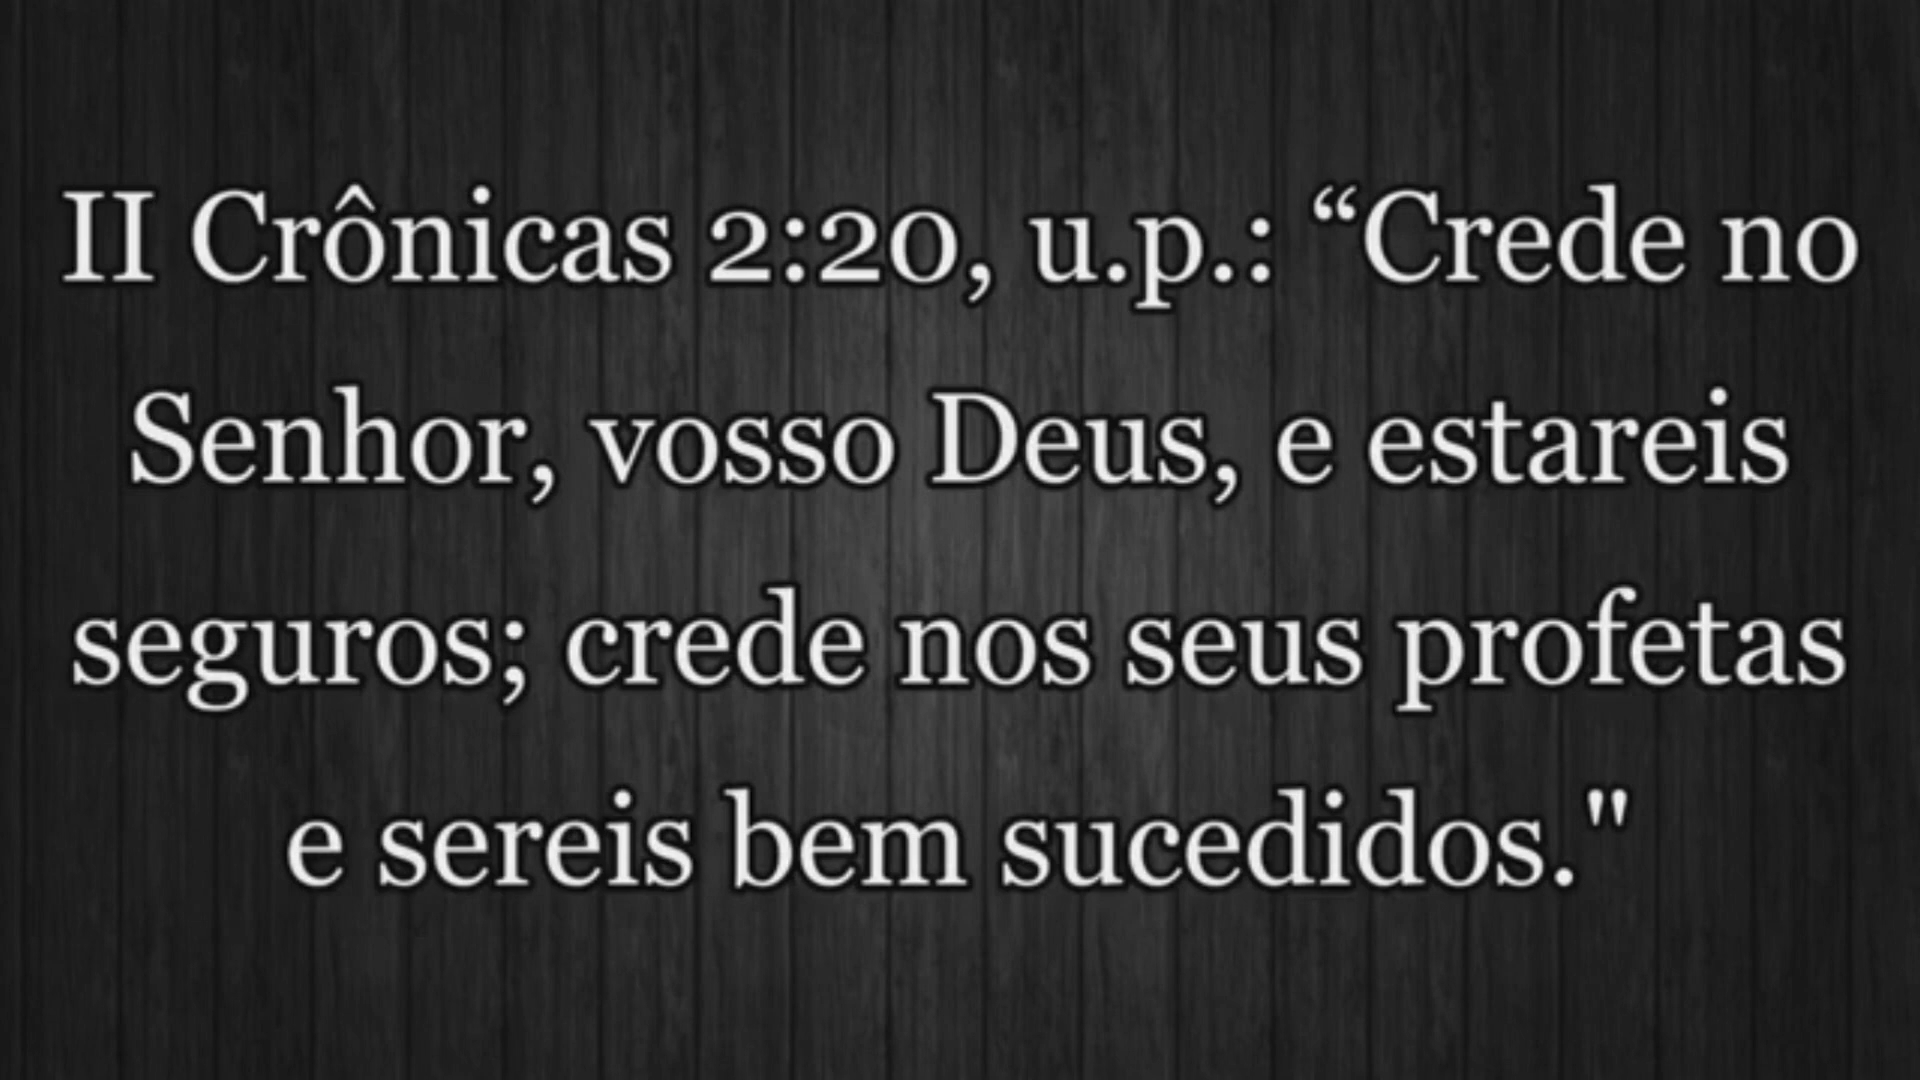 II Crônicas 2:20, u.p.: “Crede no
Senhor, vosso Deus, e estareis
seguros; crede nos seus profetas
e sereis bem sucedidos."